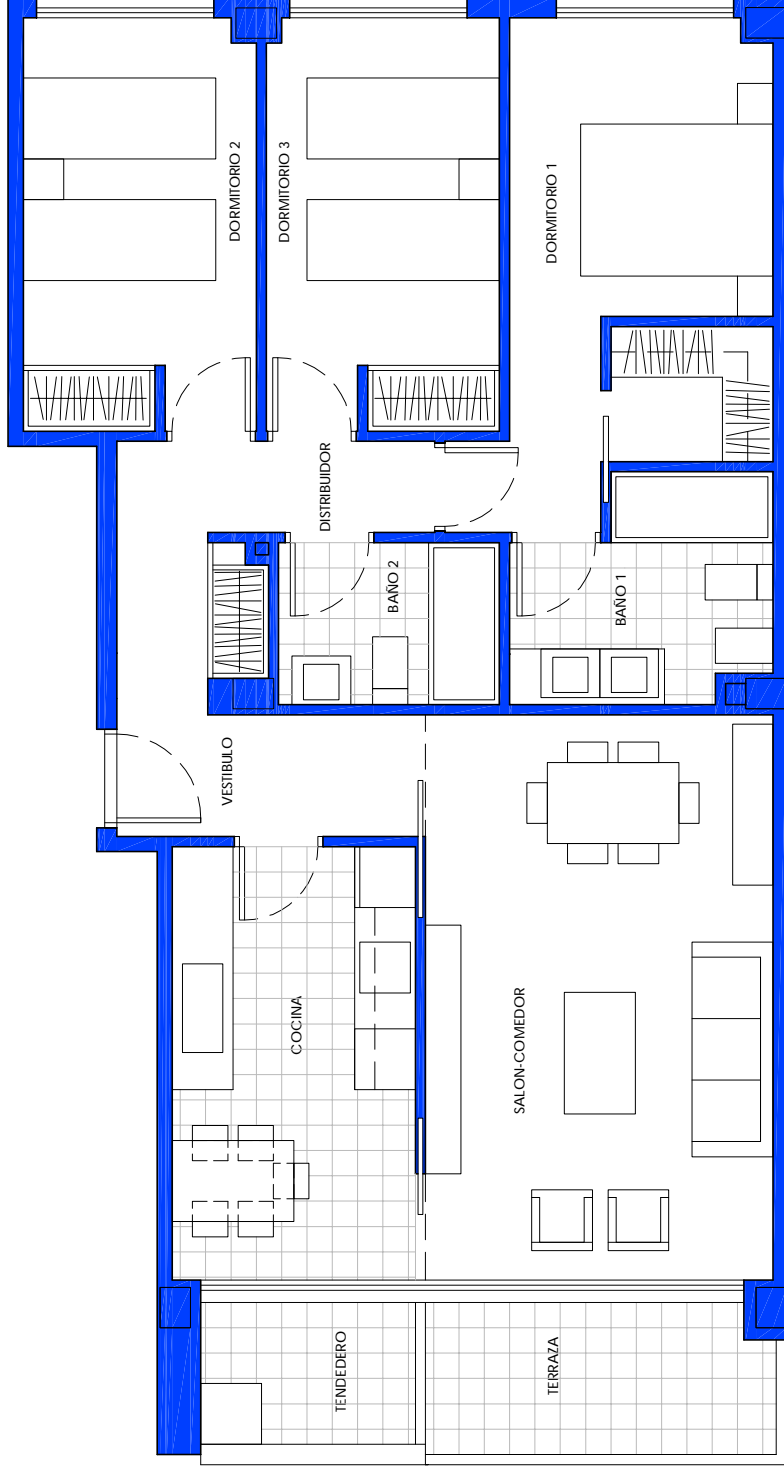 DORMITORIO 2
DORMITORIO 3
DORMITORIO 1
DISTRIBUIDOR
BAÑO 2
BAÑO 1
VESTIBULO
COCINA
SALON-COMEDOR
TENDEDERO
TERRAZA